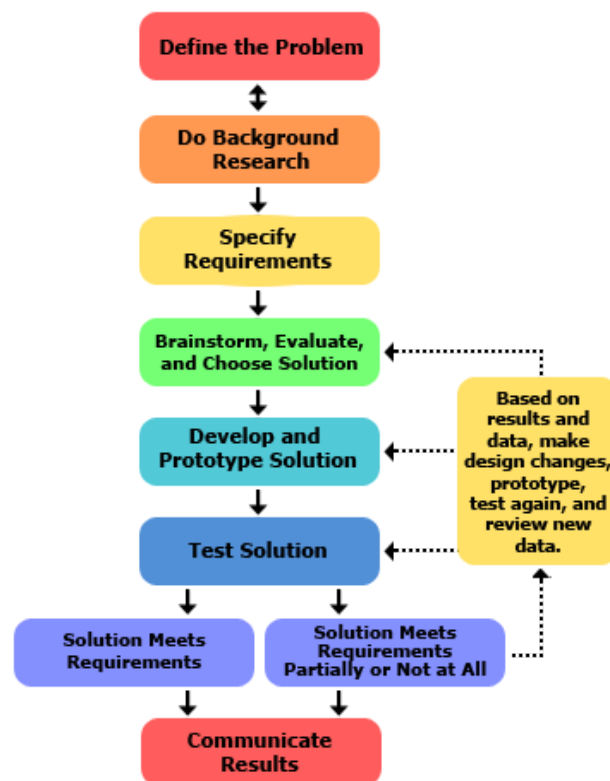 Define the Problem
Do Background
Research
Specify
Requirements
Brainstorm, Evaluate,
and Choose Solution
Develop and
Prototype Solution
Based on
results and
data, make
design changes,
prototype,
test again, and
review new
data.
Test Solution
Solution Meets
Requirements
Solution Meets
Requirements
Partially or Not at All
Communicate
Results